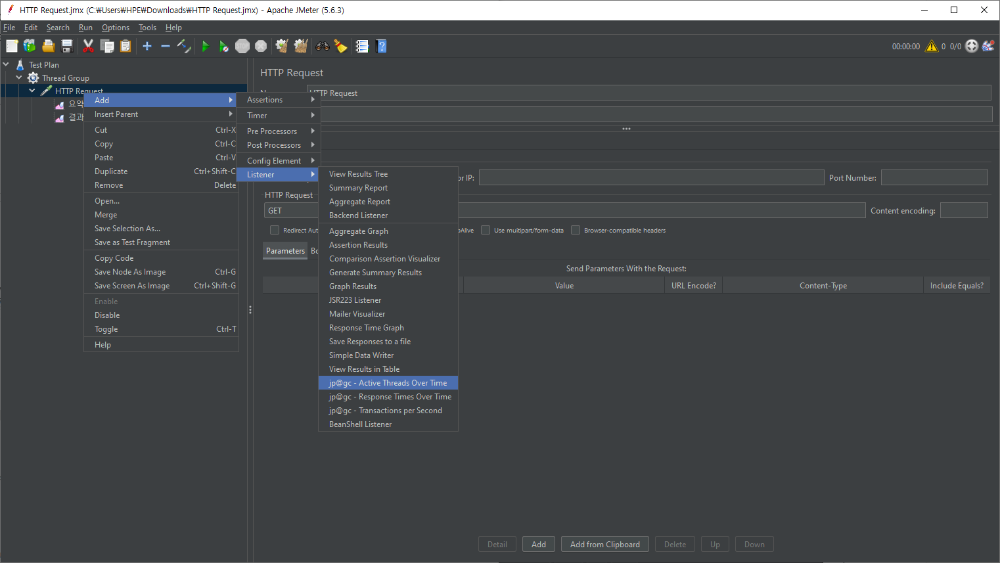 HTTP Request.jmx (C:₩Users₩HPE₩Downloads₩HTTP Request.jmx) - Apache JMeter (5.6.3)
File Edit Search Run Options Tools Help
00:00:00 0 0/0
Test Plan
Thread Group
HTTP Request
요약
결과
HTTP Request
HTTP Request
Add
Insert Parent
Cut Ctrl-X
Copy Ctrl-C
Paste Ctrl-V
Duplicate Ctrl+Shift-C
Remove Delete
Open...
Merge
Save Selection As...
Save as Test Fragment
Copy Code
Save Node As Image Ctrl-G
Save Screen As Image Ctrl+Shift-G
Enable
Disable
Toggle Ctrl-T
Help
Assertions
Timer
Pre Processors
Post Processors
Config Element
Listener
View Results Tree
Summary Report
Aggregate Report
Backend Listener
Aggregate Graph
Assertion Results
Comparison Assertion Visualizer
Generate Summary Results
Graph Results
JSR223 Listener
Mailer Visualizer
Response Time Graph
Save Responses to a file
Simple Data Writer
View Results in Table
jp@gc - Active Threads Over Time
jp@gc - Response Times Over Time
jp@gc - Transactions per Second
BeanShell Listener
or IP: Port Number:
HTTP Request
GET Content encoding:
Redirect Aut Alive Use multipart/form-data Browser-compatible headers
Parameters Bo
Send Parameters With the Request:
Value URL Encode? Content-Type Include Equals?
Detail Add Add from Clipboard Delete Up Down